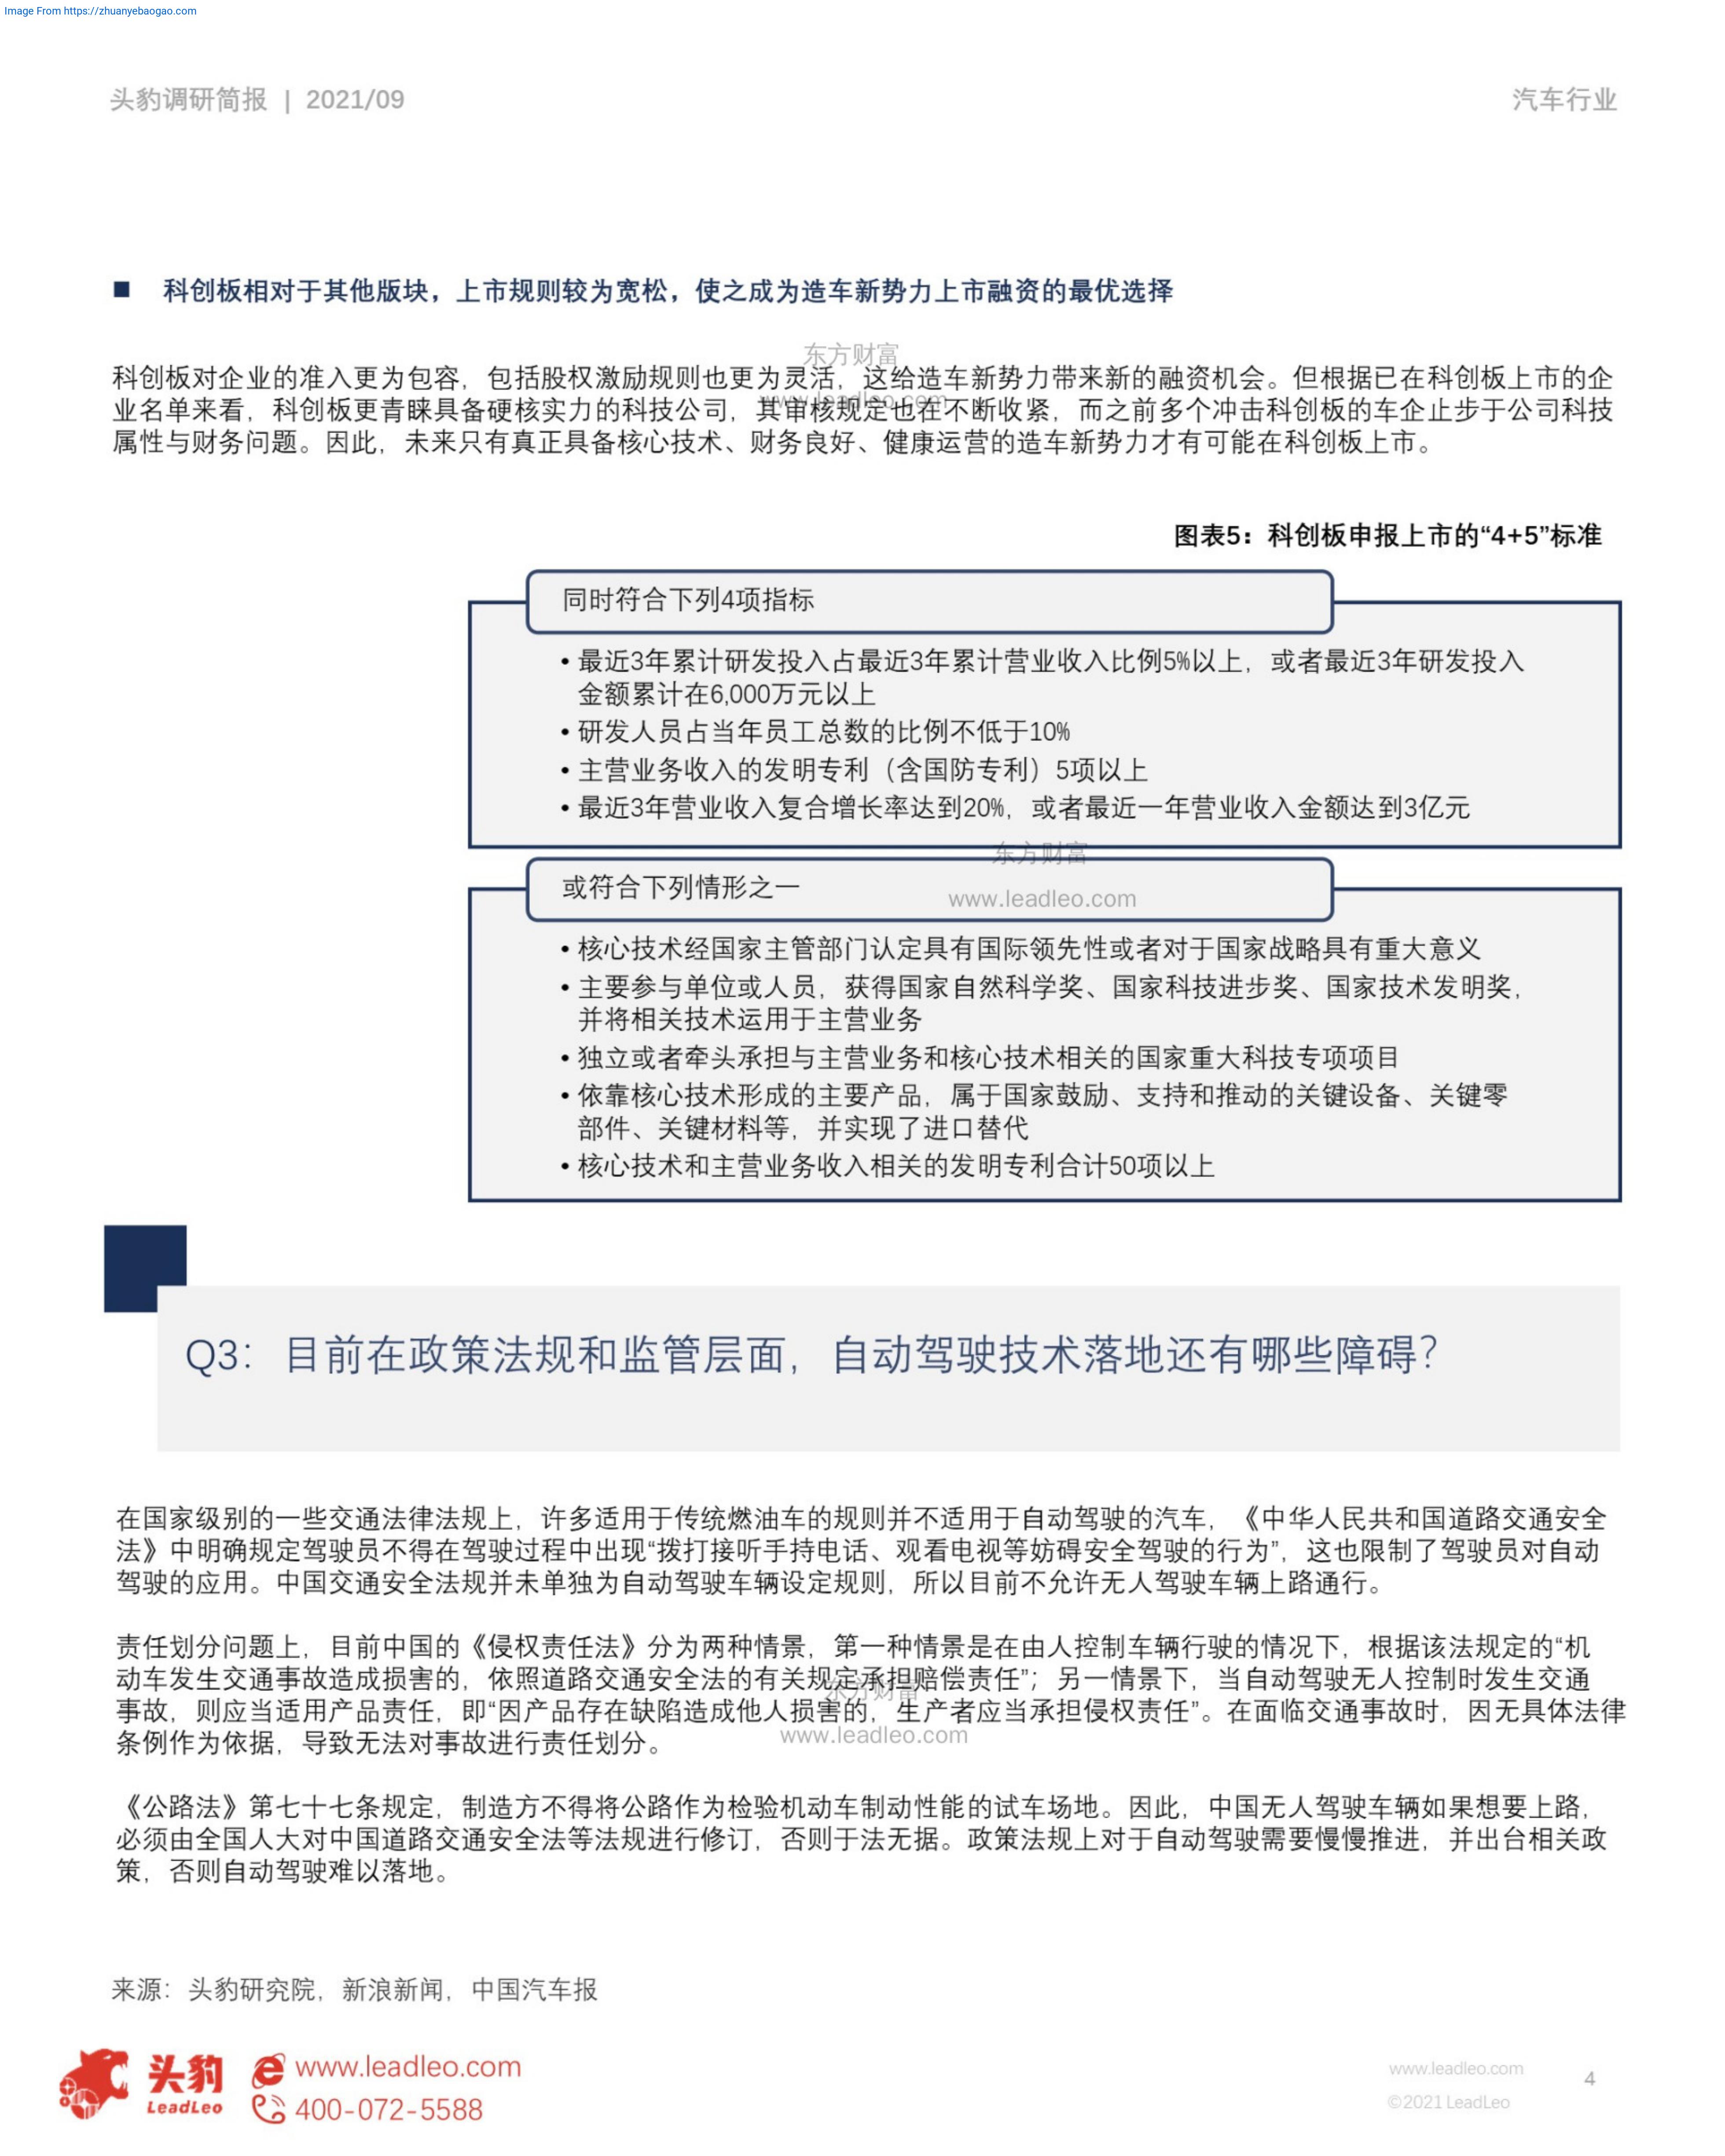 Image From https://zhuanyebaogao.com
头豹调研简报 | 2021/09
汽车行业
■ 科创板相对于其他版块，上市规则较为宽松，使之成为造车新势力上市融资的最优选择
东方财富
www.leadleo.com
科创板对企业的准入更为包容，包括股权激励规则也更为灵活，这给造车新势力带来新的融资机会。但根据已在科创板上市的企
业名单来看，科创板更青睐具备硬核实力的科技公司，其审核规定也在不断收紧，而之前多个冲击科创板的车企止步于公司科技
属性与财务问题。因此，未来只有真正具备核心技术、财务良好、健康运营的造车新势力才有可能在科创板上市。
图表5：科创板申报上市的“4+5”标准
同时符合下列4项指标
• 最近3年累计研发投入占最近3年累计营业收入比例5%以上，或者最近3年研发投入
金额累计在6,000万元以上
• 研发人员占当年员工总数的比例不低于10%
• 主营业务收入的发明专利（含国防专利）5项以上
• 最近3年营业收入复合增长率达到20%，或者最近一年营业收入金额达到3亿元
东方财富
或符合下列情形之一
www.leadleo.com
• 核心技术经国家主管部门认定具有国际领先性或者对于国家战略具有重大意义
• 主要参与单位或人员，获得国家自然科学奖、国家科技进步奖、国家技术发明奖，
并将相关技术运用于主营业务
• 独立或者牵头承担与主营业务和核心技术相关的国家重大科技专项项目
• 依靠核心技术形成的主要产品，属于国家鼓励、支持和推动的关键设备、关键零
部件、关键材料等，并实现了进口替代
• 核心技术和主营业务收入相关的发明专利合计50项以上
Q3：目前在政策法规和监管层面，自动驾驶技术落地还有哪些障碍？
在国家级别的一些交通法律法规上，许多适用于传统燃油车的规则并不适用于自动驾驶的汽车，《中华人民共和国道路交通安全
法》中明确规定驾驶员不得在驾驶过程中出现“拨打接听手持电话、观看电视等妨碍安全驾驶的行为”，这也限制了驾驶员对自动
驾驶的应用。中国交通安全法规并未单独为自动驾驶车辆设定规则，所以目前不允许无人驾驶车辆上路通行。
责任划分问题上，目前中国的《侵权责任法》分为两种情景，第一种情景是在由人控制车辆行驶的情况下，根据该法规定的“机
动车发生交通事故造成损害的，依照道路交通安全法的有关规定承担赔偿责任”；另一情景下，当自动驾驶无人控制时发生交通
事故，则应当适用产品责任，即“因产品存在缺陷造成他人损害的，生产者应当承担侵权责任”。在面临交通事故时，因无具体法律
条例作为依据，导致无法对事故进行责任划分。
东方财富
www.leadleo.com
《公路法》第七十七条规定，制造方不得将公路作为检验机动车制动性能的试车场地。因此，中国无人驾驶车辆如果想要上路，
必须由全国人大对中国道路交通安全法等法规进行修订，否则于法无据。政策法规上对于自动驾驶需要慢慢推进，并出台相关政
策，否则自动驾驶难以落地。
来源：头豹研究院，新浪新闻，中国汽车报
头豹
LeadLeo
www.leadleo.com
400-072-5588
www.leadleo.com
©2021 LeadLeo
4